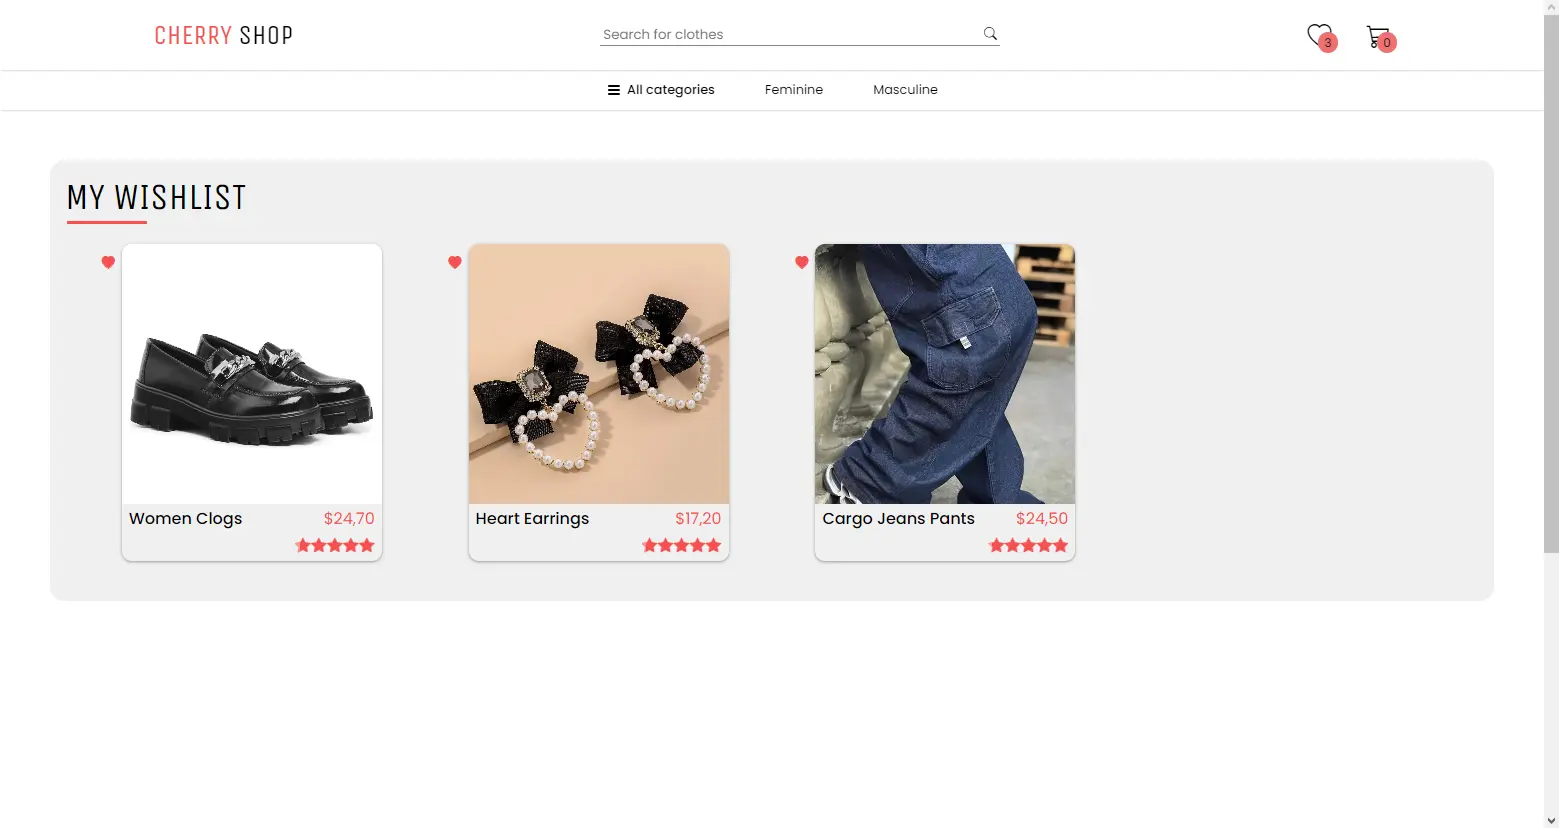 CHERRY SHOP
Search for clothes
3
0
All categories
Feminine
Masculine
MY WISHLIST
Women Clogs
$24,70
Heart Earrings
$17,20
Cargo Jeans Pants
$24,50